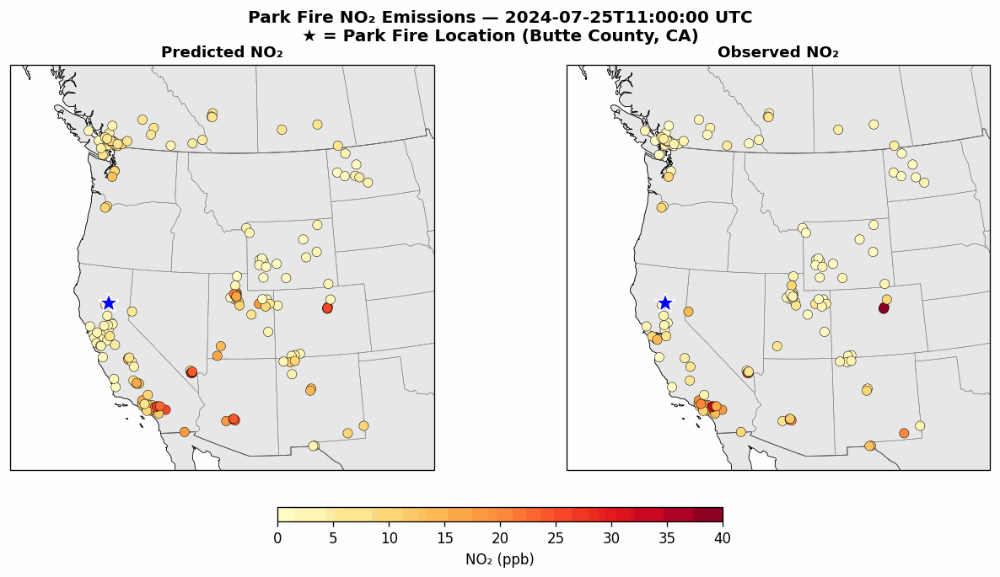 Park Fire NO₂ Emissions — 2024-07-25T11:00:00 UTC
★ = Park Fire Location (Butte County, CA)
Predicted NO₂
Observed NO₂
0 5 10 15 20 25 30 35 40
NO₂ (ppb)